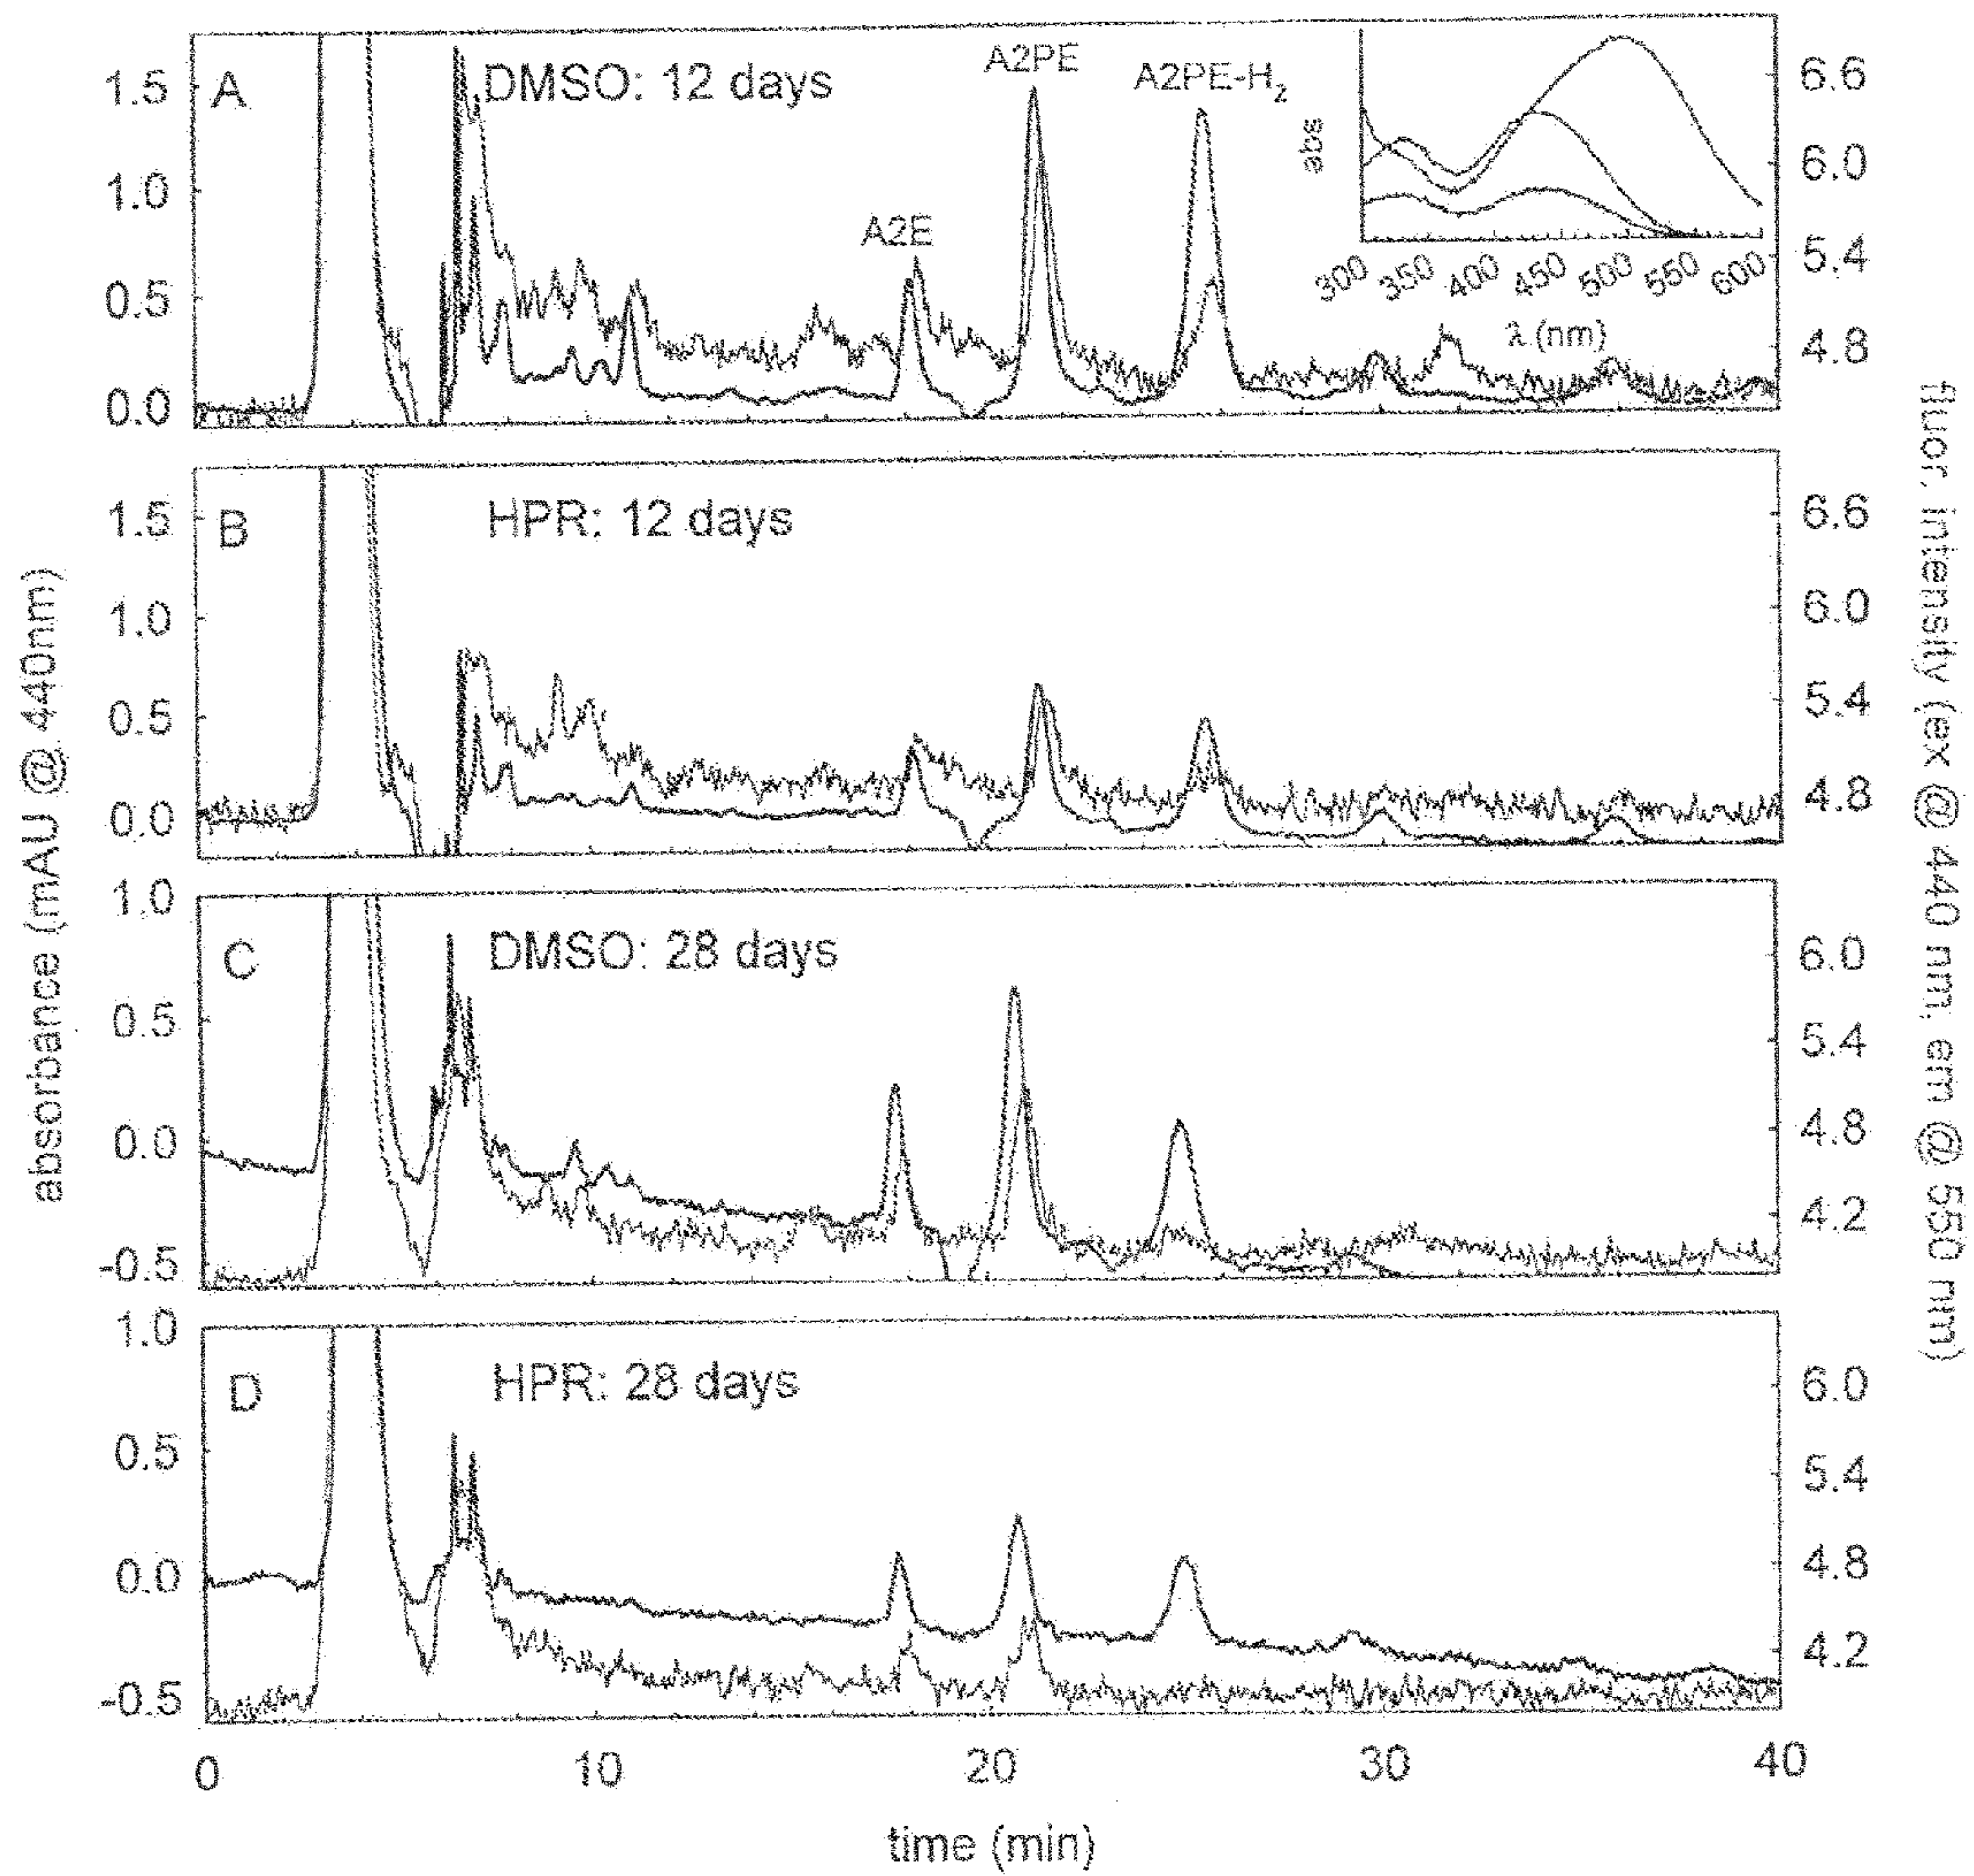 A
DMSO: 12 days
A2E
A2PE
A2PE-H₂
abs
300 350 400 450 500 550 600
λ (nm)
1.5
1.0
0.5
0.0
6.6
6.0
5.4
4.8
B
HPR: 12 days
1.5
1.0
0.5
0.0
6.6
6.0
5.4
4.8
C
DMSO: 28 days
1.0
0.5
0.0
-0.5
6.0
5.4
4.8
4.2
D
HPR: 28 days
1.0
0.5
0.0
-0.5
6.0
5.4
4.8
4.2
0 10 20 30 40
time (min)
absorbance (mAU @ 440nm)
fluor. intensity (ex @ 440 nm, em @ 550 nm)